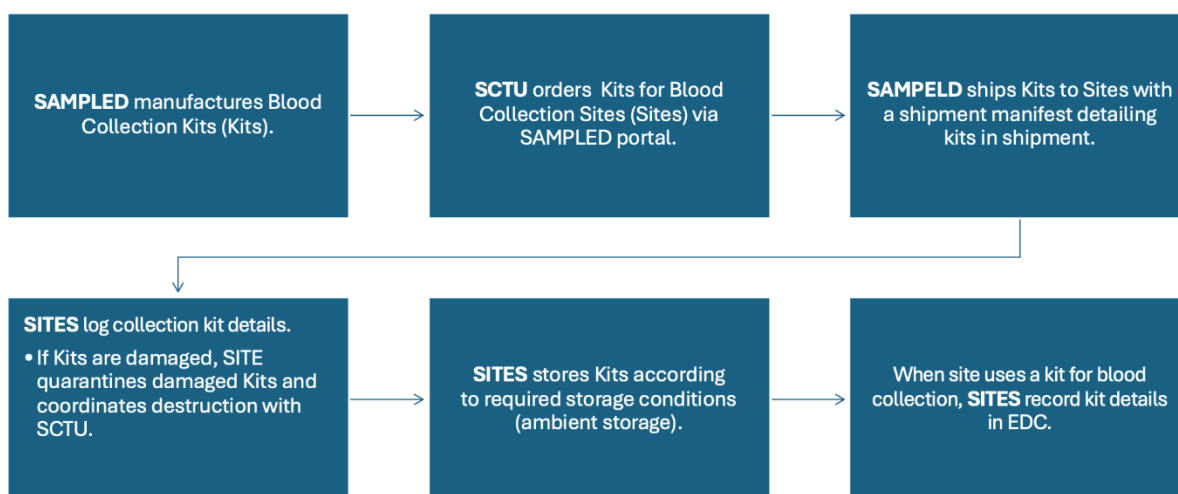 SAMPLED manufactures Blood
Collection Kits (Kits).
SCTU orders Kits for Blood
Collection Sites (Sites) via
SAMPLED portal.
SAMPELD ships Kits to Sites with
a shipment manifest detailing
kits in shipment.
SITES log collection kit details.
• If Kits are damaged, SITE
quarantines damaged Kits and
coordinates destruction with
SCTU.
SITES stores Kits according
to required storage conditions
(ambient storage).
When site uses a kit for blood
collection, SITES record kit details
in EDC.